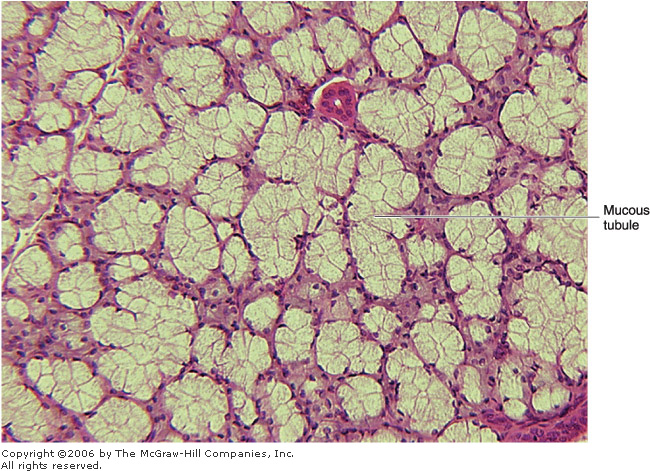 Mucous
tubule
Copyright ©2006 by The McGraw-Hill Companies, Inc.
All rights reserved.